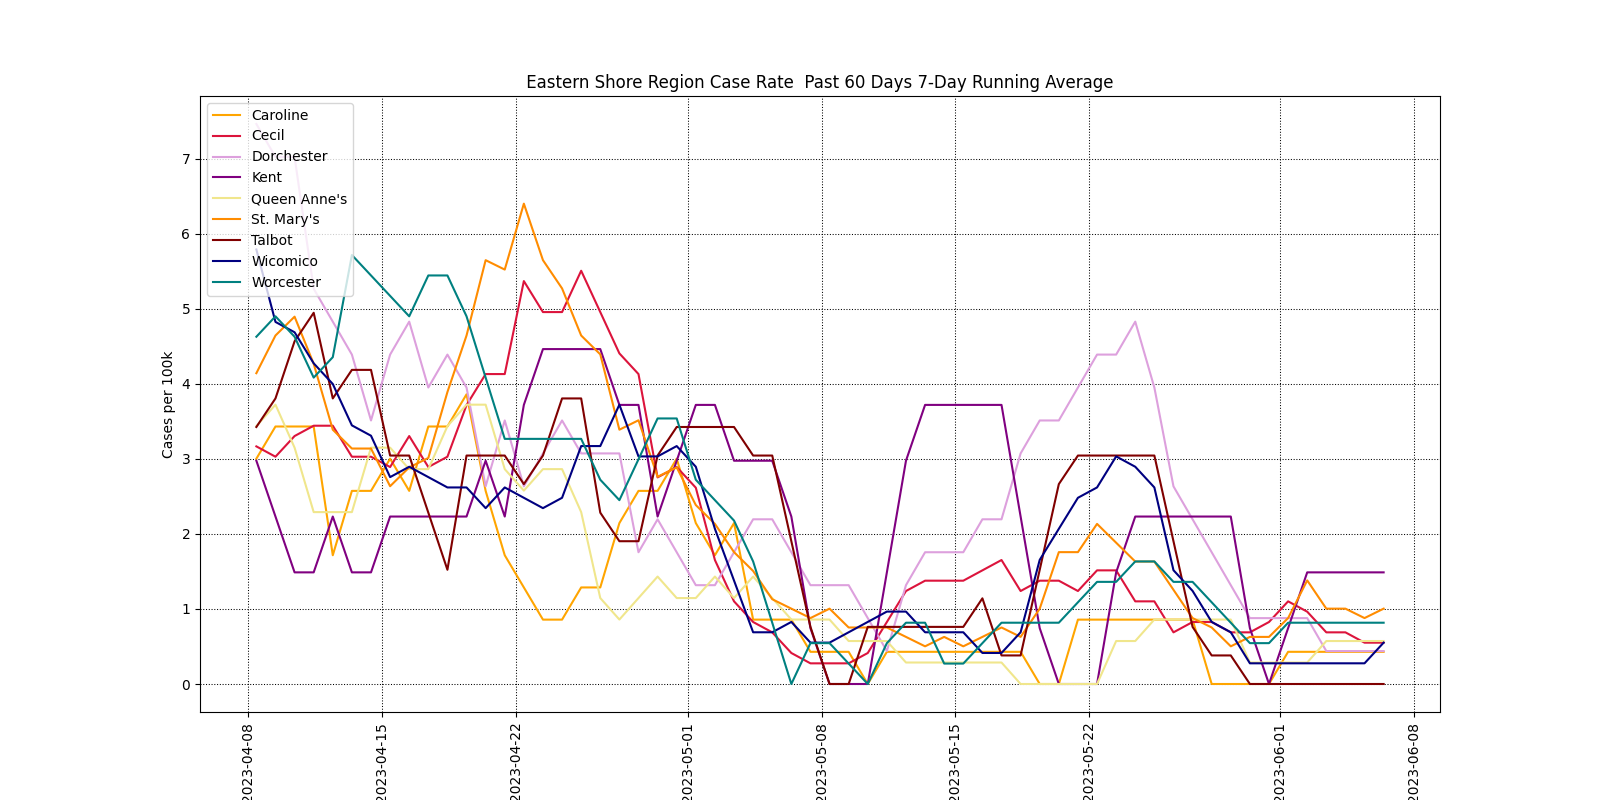 Eastern Shore Region Case Rate  Past 60 Days 7-Day Running Average
Caroline
Cecil
Dorchester
Kent
Queen Anne's
St. Mary's
Talbot
Wicomico
Worcester
Cases per 100k
7
6
5
4
3
2
1
0
2023-04-08
2023-04-15
2023-04-22
2023-05-01
2023-05-08
2023-05-15
2023-05-22
2023-06-01
2023-06-08